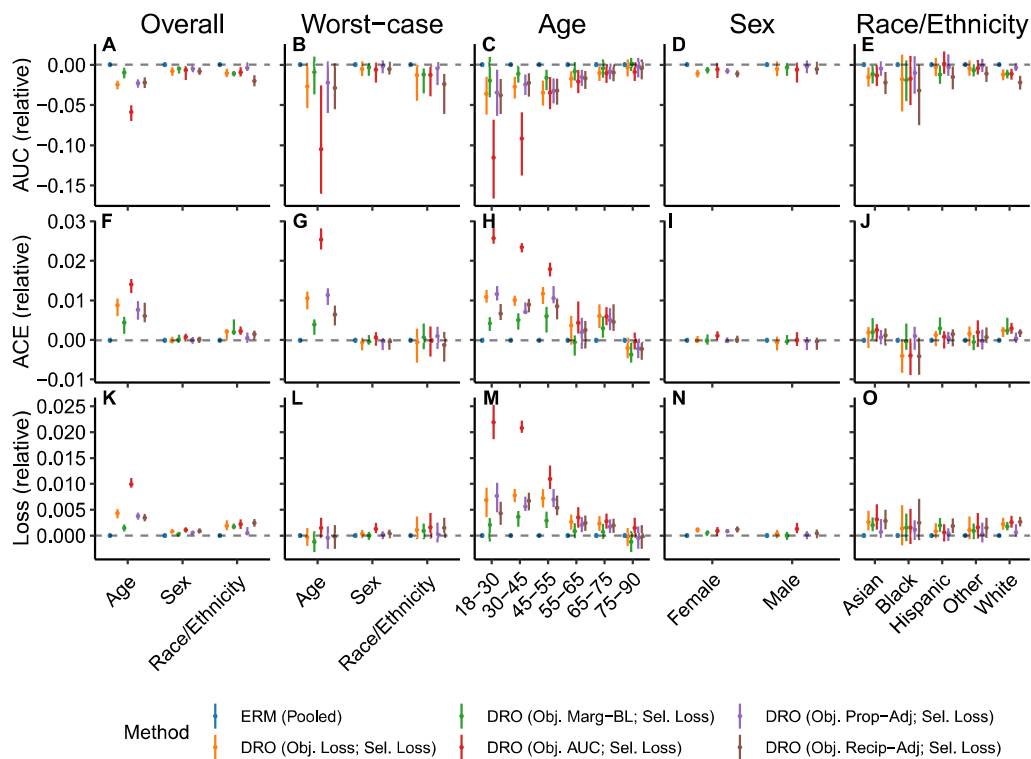 Overall Worst−case Age Sex Race/Ethnicity
A B C D E
AUC (relative)
0.00
−0.05
−0.10
−0.15
F G H I J
ACE (relative)
0.03
0.02
0.01
0.00
−0.01
K L M N O
Loss (relative)
0.025
0.020
0.015
0.010
0.005
0.000
Age Sex Race/Ethnicity
Age Sex Race/Ethnicity
18−30 30−45 45−55 55−65 65−75 75−90
Female Male
Asian Black Hispanic Other White
Method
ERM (Pooled)
DRO (Obj. Loss; Sel. Loss)
DRO (Obj. Marg−BL; Sel. Loss)
DRO (Obj. AUC; Sel. Loss)
DRO (Obj. Prop−Adj; Sel. Loss)
DRO (Obj. Recip−Adj; Sel. Loss)